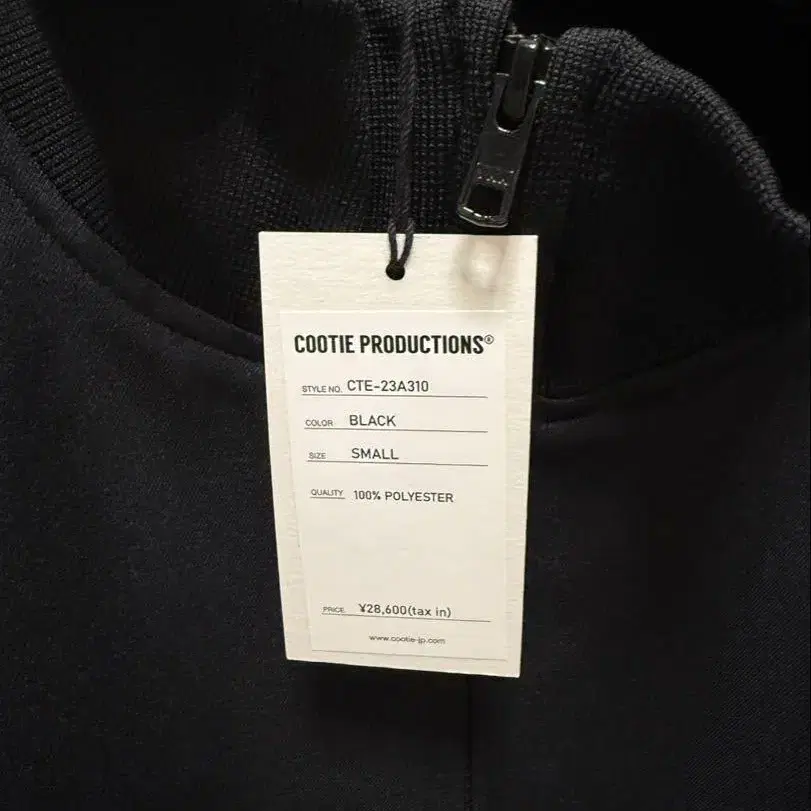 COOTIE PRODUCTIONS®
STYLE NO. CTE-23A310
COLOR BLACK
SIZE SMALL
QUALITY 100% POLYESTER
PRICE ¥28,600(tax in)
www.cootie-jp.com